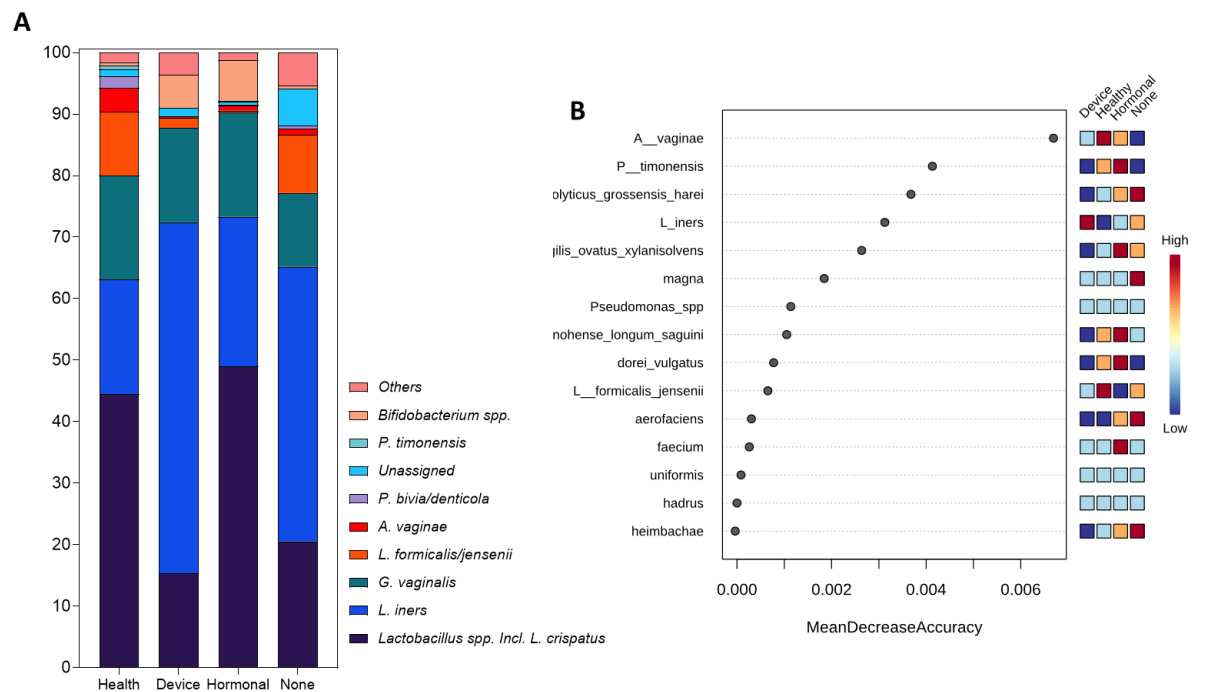 A
100
90
80
70
60
50
40
30
20
10
0
Health Device Hormonal None
Others
Bifidobacterium spp.
P. timonensis
Unassigned
P. bivia/denticola
A. vaginae
L. formicalis/jensenii
G. vaginalis
L. iners
Lactobacillus spp. Incl. L. crispatus
B
Device Healthy Hormonal None
A__vaginae
P__timonensis
olyticus_grossensis_harei
L_iners
gilis_ovatus_xylanisolvens
magna
Pseudomonas_spp
nohense_longum_saguini
dorei_vulgatus
L__formicalis_jensenii
aerofaciens
faecium
uniformis
hadrus
heimbachae
0.000 0.002 0.004 0.006
MeanDecreaseAccuracy
High
Low